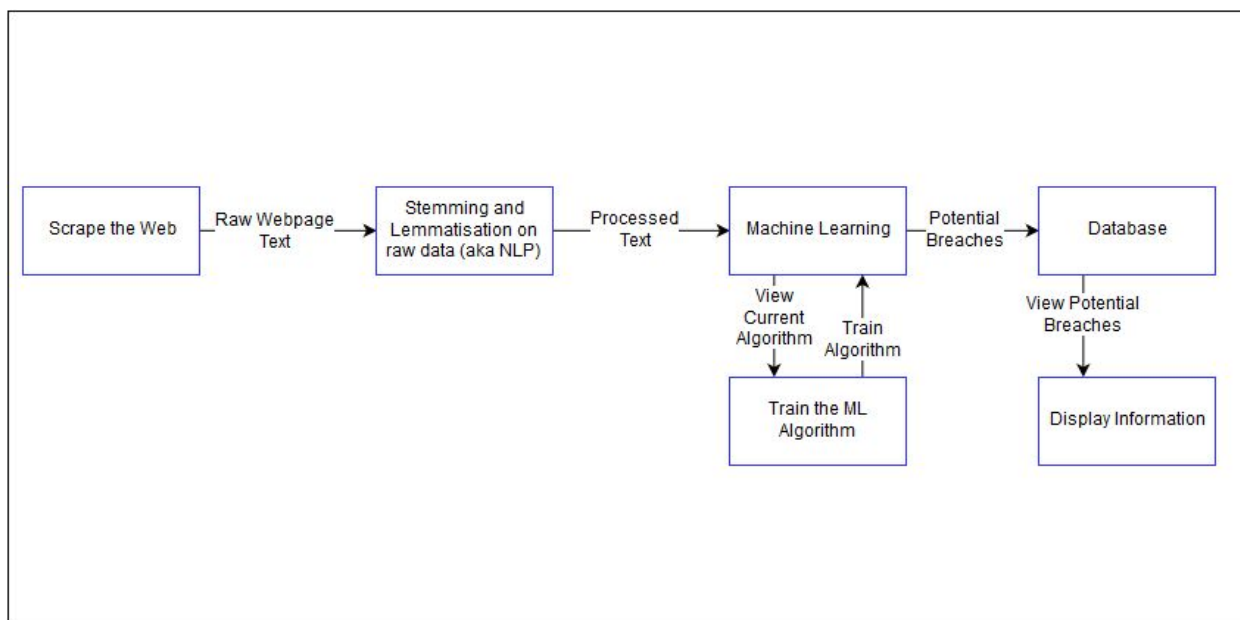 Scrape the Web
Raw Webpage
Text
Stemming and
Lemmatisation on
raw data (aka NLP)
Processed
Text
Machine Learning
Potential
Breaches
Database
View
Current
Algorithm
Train
Algorithm
View Potential
Breaches
Train the ML
Algorithm
Display Information